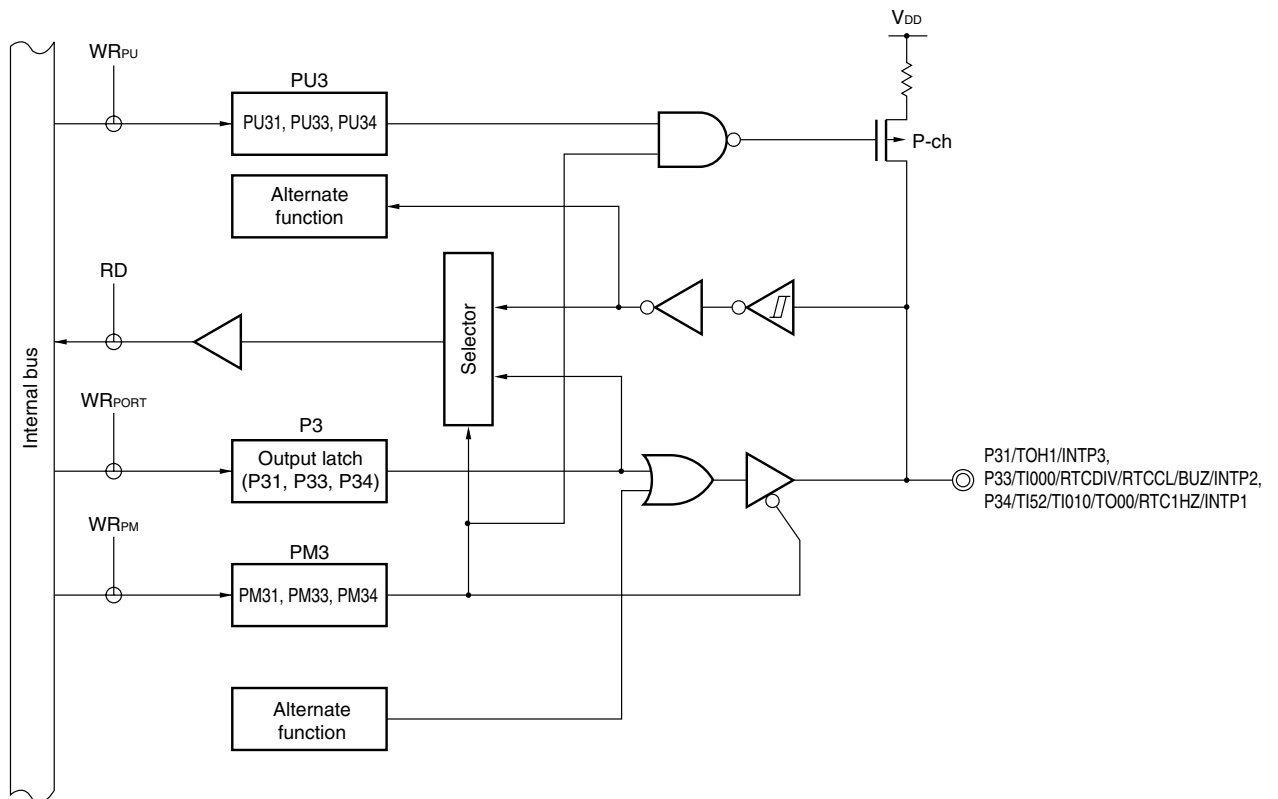 VDD
WRPU
PU3
PU31, PU33, PU34
P-ch
Alternate
function
RD
Selector
Internal bus
WRPORT
P3
Output latch
(P31, P33, P34)
P31/TOH1/INTP3,
P33/TI000/RTCDIV/RTCCL/BUZ/INTP2,
P34/TI52/TI010/TO00/RTC1HZ/INTP1
WRPM
PM3
PM31, PM33, PM34
Alternate
function